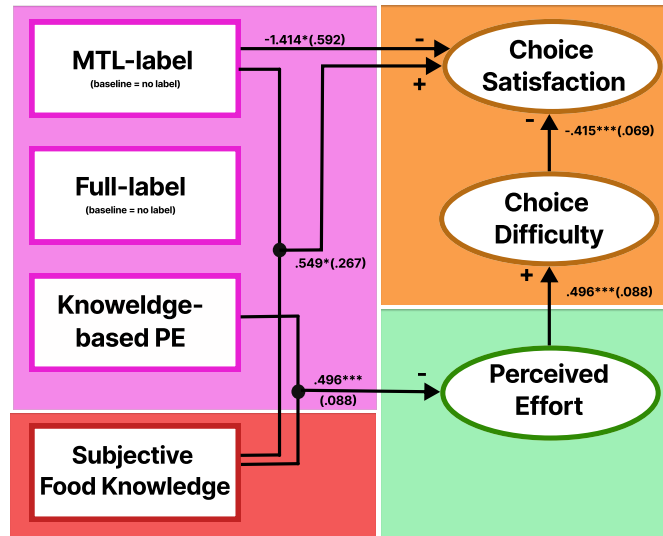 MTL-label
(baseline = no label)
-1.414*(.592)
-
+
Choice
Satisfaction
-
-.415***(.069)
Full-label
(baseline = no label)
Choice
Difficulty
.549*(.267)
+
.496***(.088)
Knoweldge-
based PE
.496***
(.088)
-
Perceived
Effort
Subjective
Food Knowledge